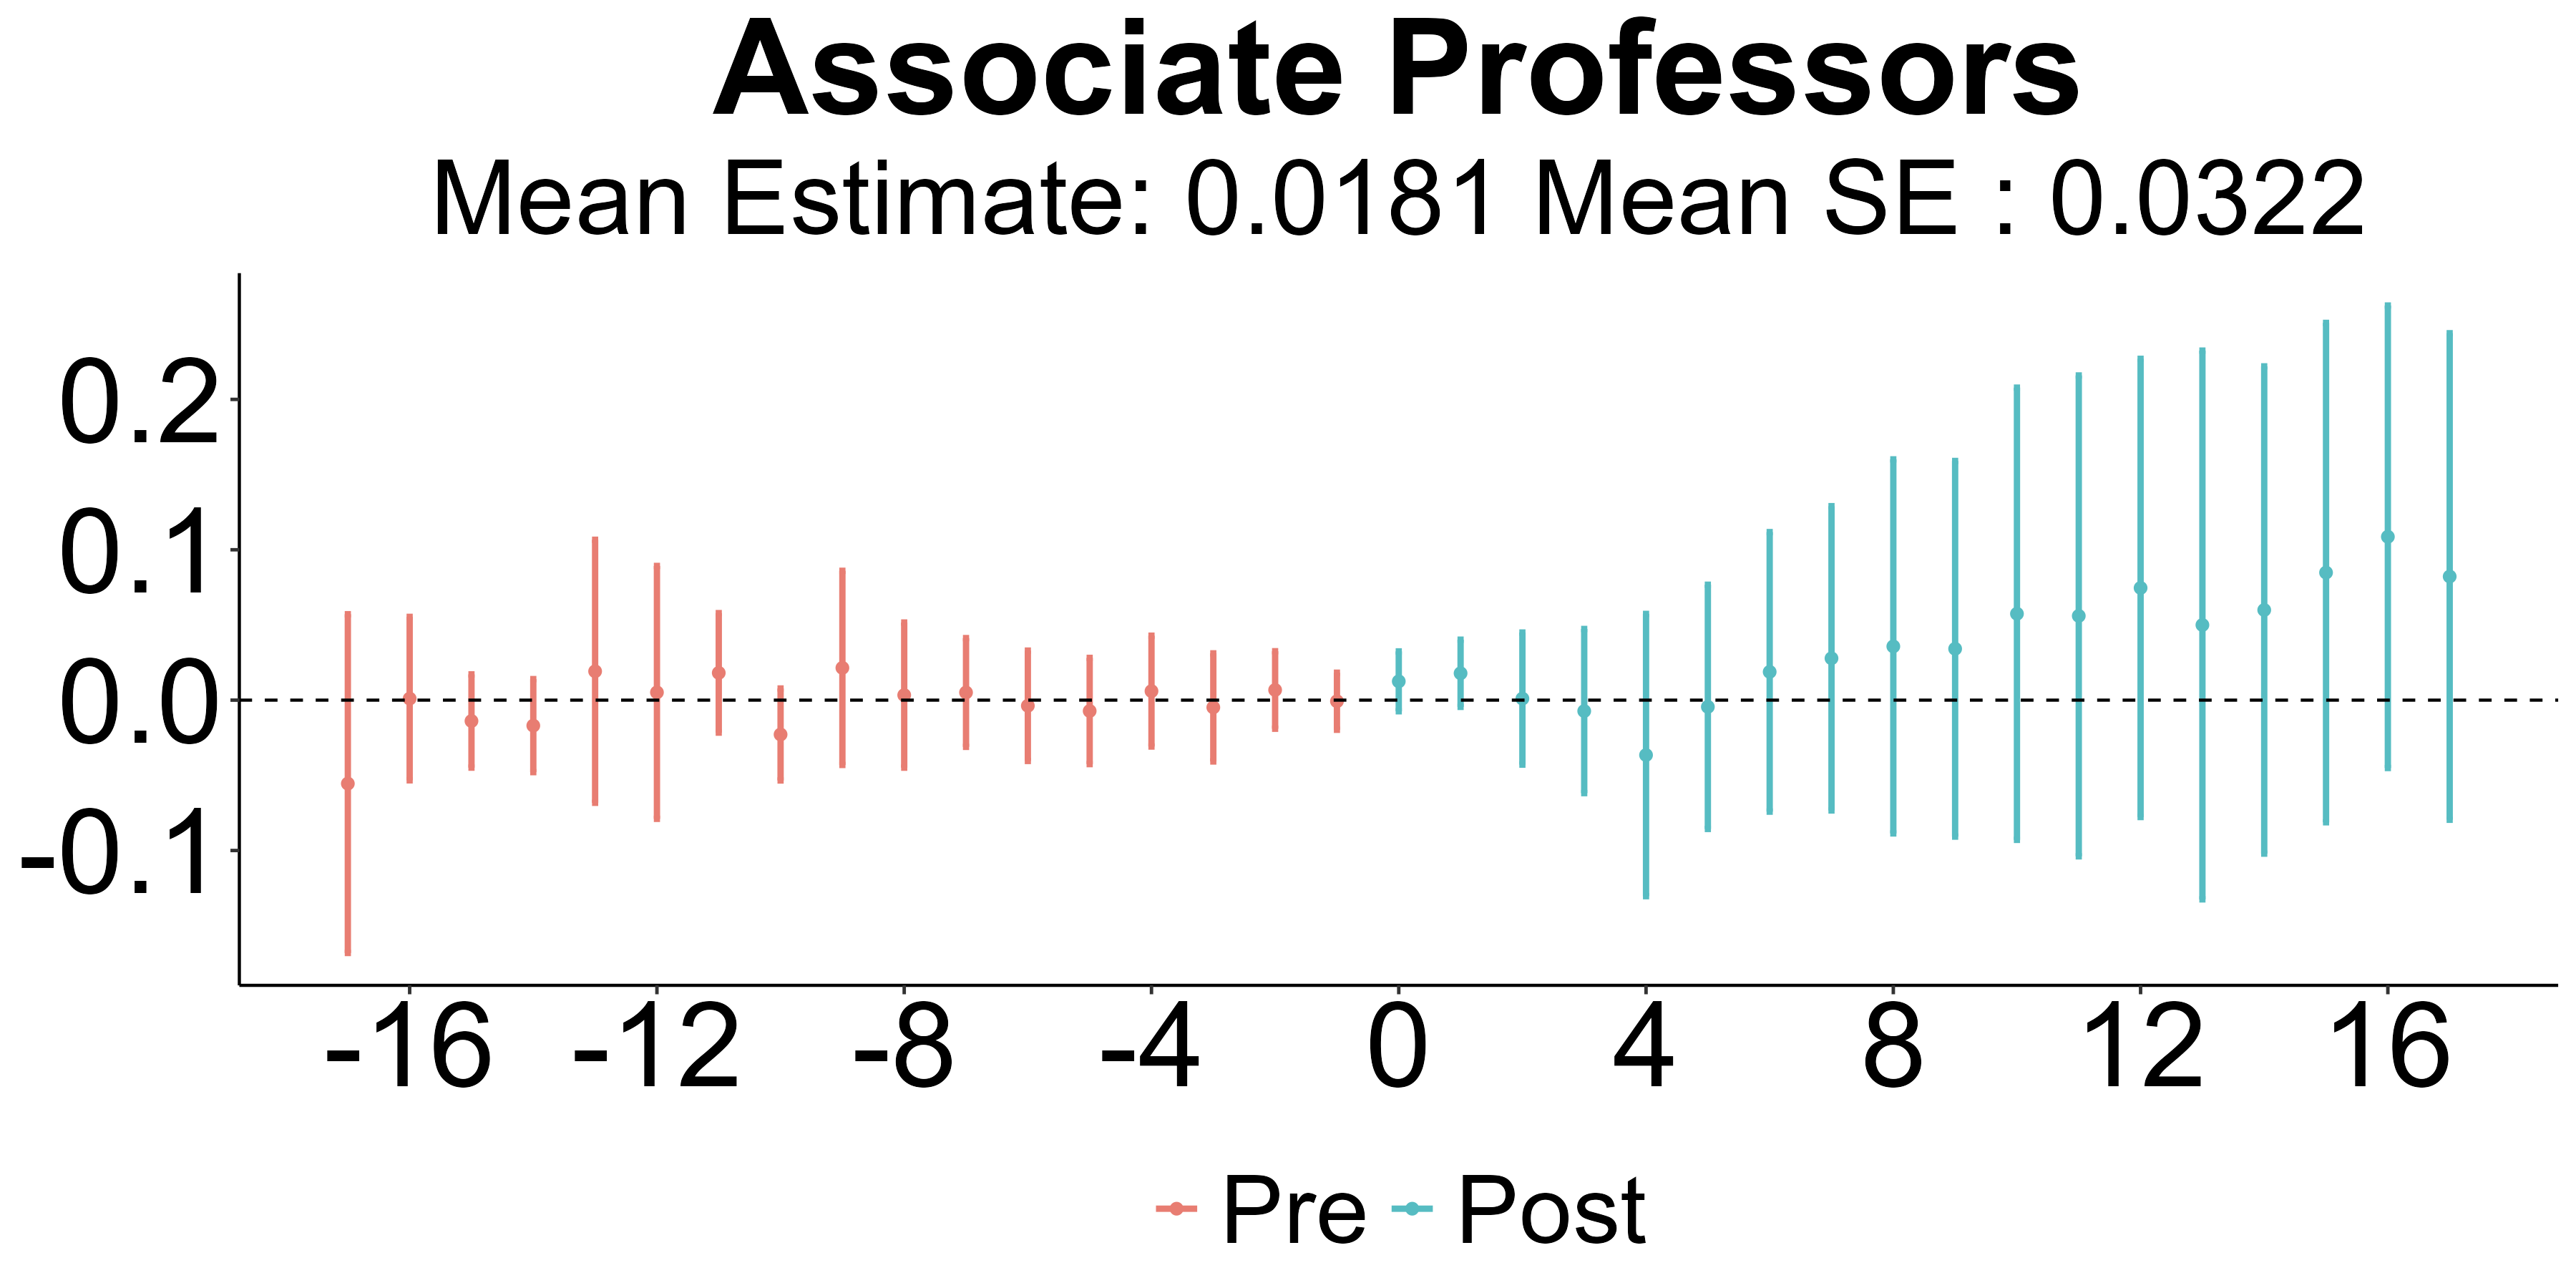 Associate Professors
Mean Estimate: 0.0181 Mean SE : 0.0322
0.2
0.1
0.0
-0.1
-16 -12 -8 -4 0 4 8 12 16
Pre Post